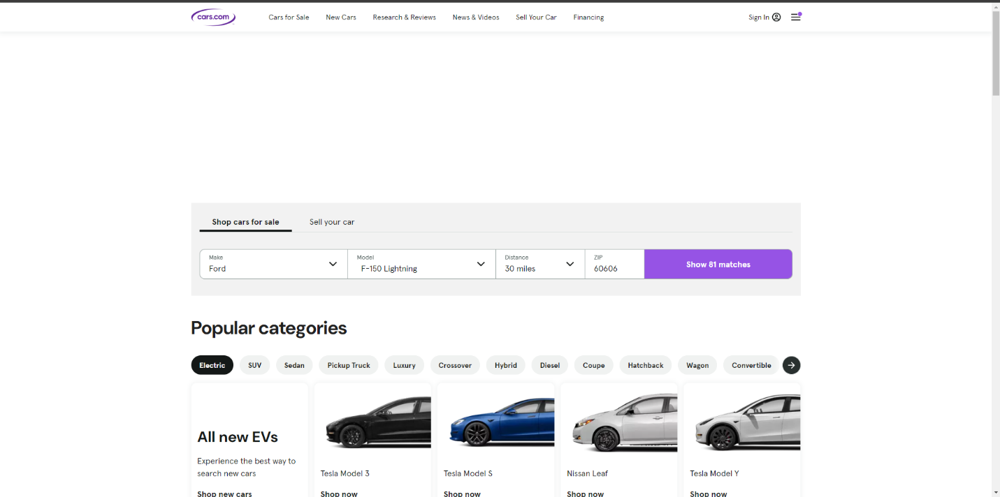 cars.com
Cars for Sale
New Cars
Research & Reviews
News & Videos
Sell Your Car
Financing
Sign In
Shop cars for sale
Sell your car
Make
Ford
Model
F-150 Lightning
Distance
30 miles
ZIP
60606
Show 81 matches
Popular categories
Electric
SUV
Sedan
Pickup Truck
Luxury
Crossover
Hybrid
Diesel
Coupe
Hatchback
Wagon
Convertible
All new EVs
Experience the best way to
search new cars
Shop new cars
Tesla Model 3
Shop now
Tesla Model S
Shop now
Nissan Leaf
Shop now
Tesla Model Y
Shop now